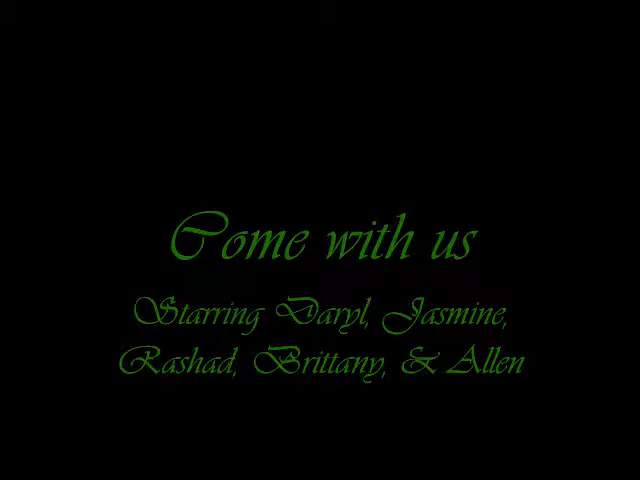 Come with us
Starring Daryl, Jasmine,
Rashad, Brittany, & Allen